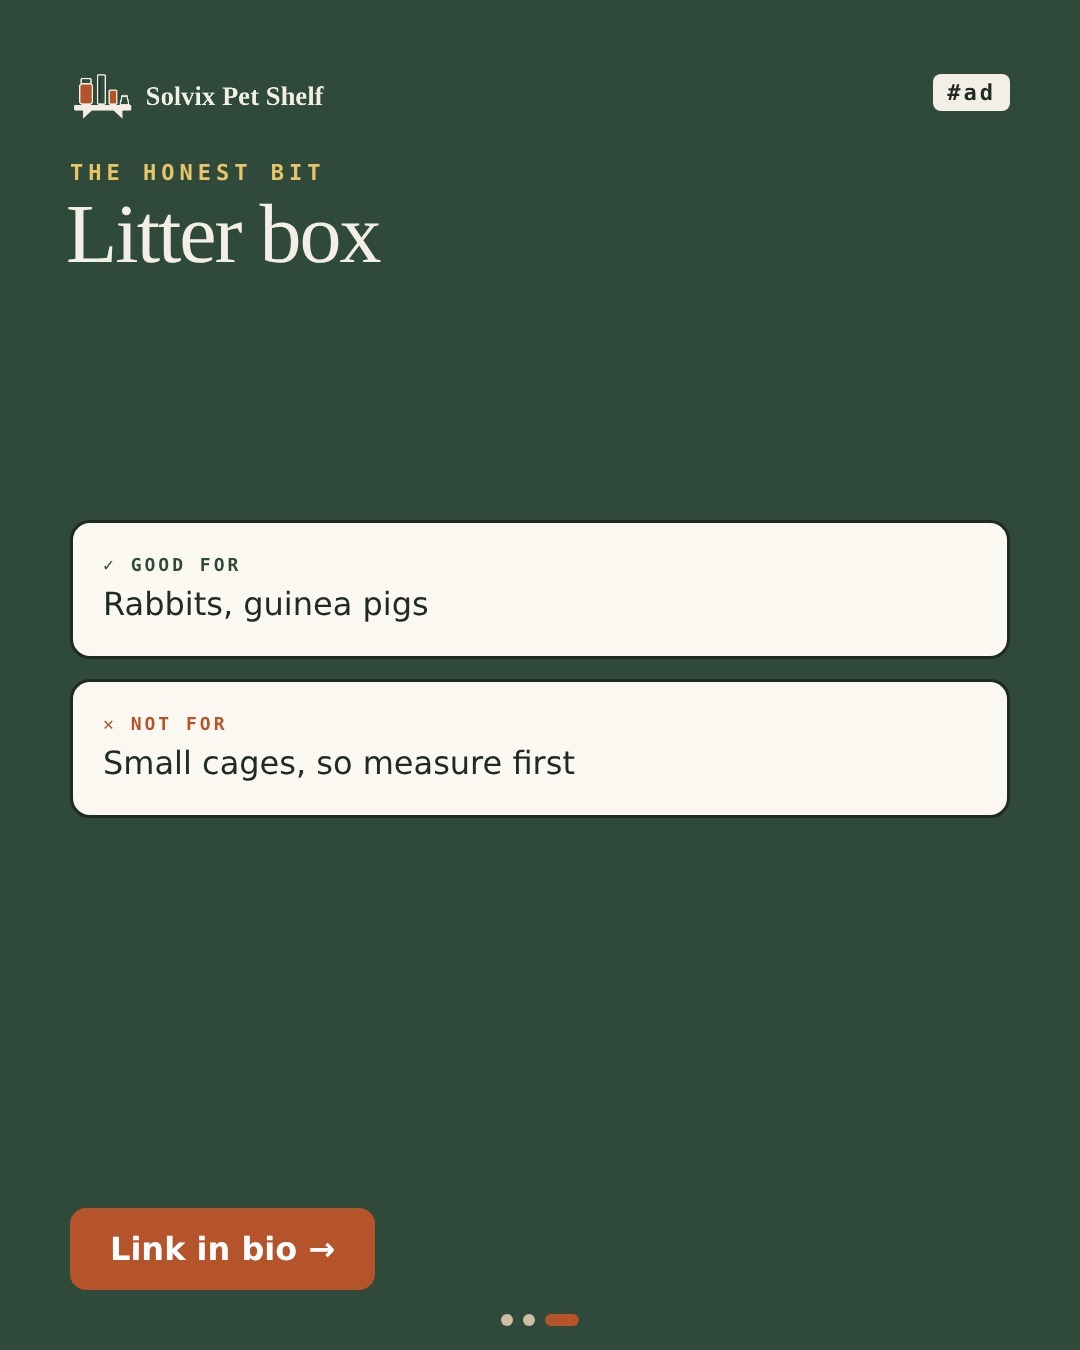 Solvix Pet Shelf
#ad
THE HONEST BIT
Litter box
✓ GOOD FOR
Rabbits, guinea pigs
× NOT FOR
Small cages, so measure first
Link in bio →